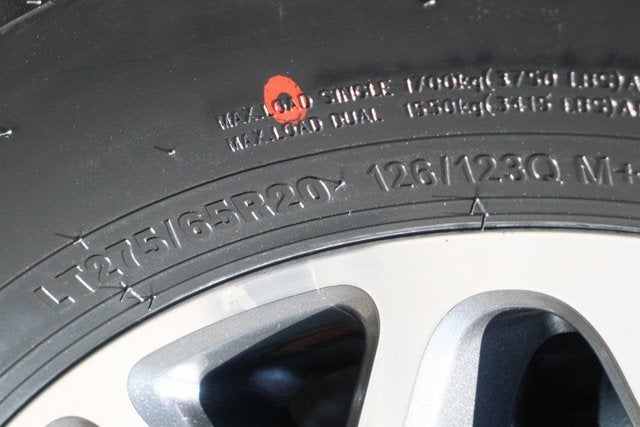 MAX.LOAD SINGLE 1700kg(3750 LBS)A
MAX.LOAD DUAL 1550kg(3415 LBS)A
LT275/65R20 126/123Q M+